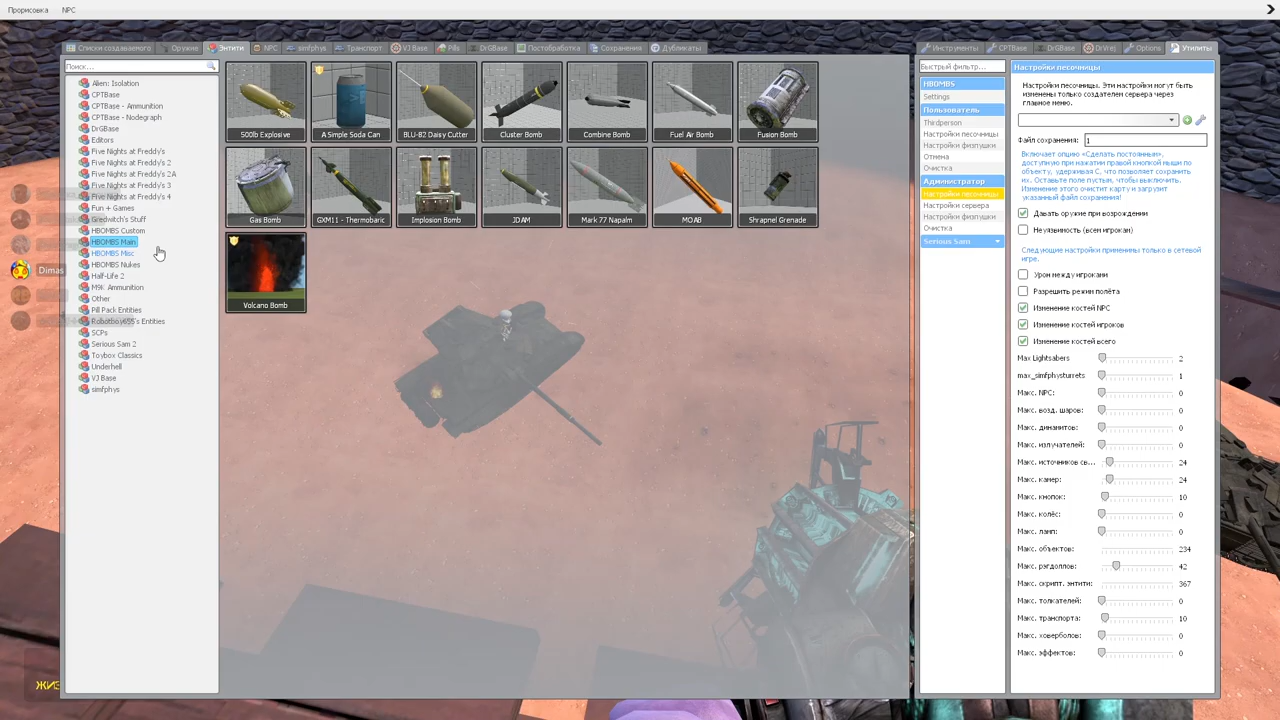 Прорисовка NPC
Списки создаваемого Оружие Энтити NPC simfphys Транспорт VJ Base Pills DrGBase Постобработка Сохранения Дубликаты
Поиск...
Alien: Isolation
CPTBase
CPTBase - Ammunition
CPTBase - Nodegraph
DrGBase
Editors
Five Nights at Freddy's
Five Nights at Freddy's 2
Five Nights at Freddy's 2A
Five Nights at Freddy's 3
Five Nights at Freddy's 4
Fun + Games
Gredwitch's Stuff
HBOMBS Custom
HBOMBS Main
HBOMBS Misc
HBOMBS Nukes
Half-Life 2
M9K Ammunition
Other
Pill Pack Entities
Robotboy655's Entities
SCPs
Serious Sam 2
Toybox Classics
Underhell
VJ Base
simfphys
Dimas
500lb Explosive
A Simple Soda Can
BLU-82 Daisy Cutter
Cluster Bomb
Combine Bomb
Fuel Air Bomb
Fusion Bomb
Gas Bomb
GXM11 - Thermobaric
Implosion Bomb
JDAM
Mark 77 Napalm
MOAB
Shrapnel Grenade
Volcano Bomb
Инструменты CPTBase DrGBase DrVrej Options Утилиты
Быстрый фильтр...
HBOMBS
Settings
Пользователь
Thirdperson
Настройки песочницы
Настройки физпушки
Отмена
Очистка
Администратор
Настройки песочницы
Настройки сервера
Настройки физпушки
Очистка
Serious Sam
Настройки песочницы
Настройки песочницы. Эти настройки могут быть
изменены только создателем сервера через
главное меню.
Файл сохранения: 1
Включает опцию «Сделать постоянным»,
доступную при нажатии правой кнопкой мыши по
объекту, удерживая C, что позволяет сохранить
их. Оставьте поле пустым, чтобы выключить.
Изменение этого очистит карту и загрузит
указанный файл сохранения!
Давать оружие при возрождении
Неуязвимость (всем игрокам)
Следующие настройки применимы только в сетевой
игре.
Урон между игроками
Разрешить режим полёта
Изменение костей NPC
Изменение костей игроков
Изменение костей всего
Max Lightsabers 2
max_simfphysturrets 1
Макс. NPC: 0
Макс. возд. шаров: 0
Макс. динамитов: 0
Макс. излучателей: 0
Макс. источников св... 24
Макс. камер: 24
Макс. кнопок: 10
Макс. колёс: 0
Макс. ламп: 0
Макс. объектов: 234
Макс. рэгдоллов: 42
Макс. скрипт. энтити: 367
Макс. толкателей: 0
Макс. транспорта: 10
Макс. ховерболов: 0
Макс. эффектов: 0